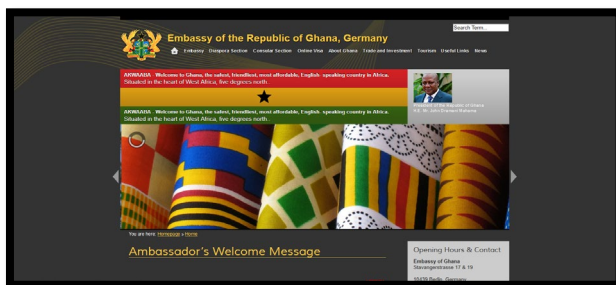 Search Term...
Embassy of the Republic of Ghana, Germany
Embassy Diaspora Section Consular Section Online Visa About Ghana Trade and Investment Tourism Useful Links News
AKWAABA - Welcome to Ghana, the safest, friendliest, most affordable, English- speaking country in Africa.
Situated in the heart of West Africa, five degrees north..
AKWAABA - Welcome to Ghana, the safest, friendliest, most affordable, English- speaking country in Africa.
Situated in the heart of West Africa, five degrees north..
President of the Republic of Ghana
H.E. Mr. John Dramani Mahama
You are here: Homepage » Home
Ambassador's Welcome Message
Opening Hours & Contact
Embassy of Ghana
Stavangerstrasse 17 & 19
10439 Berlin, Germany